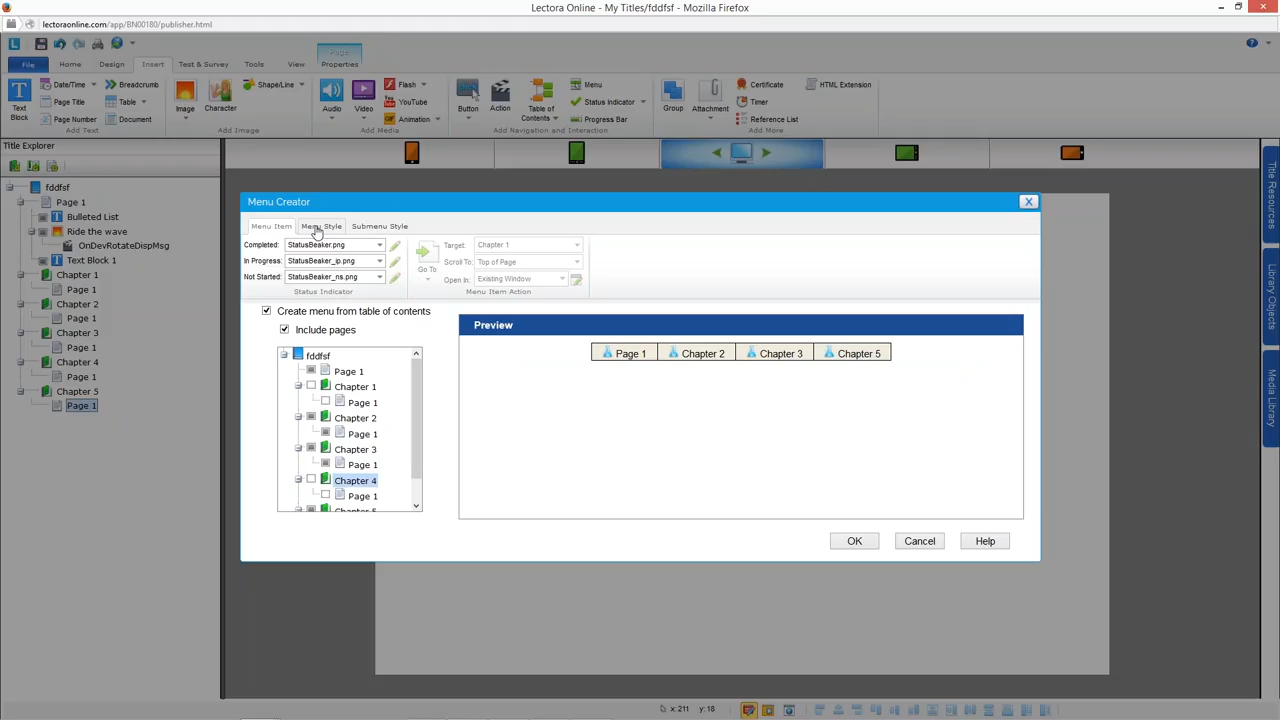 Lectora Online - My Titles/fddfsf - Mozilla Firefox
lectoraonline.com/app/BN00180/publisher.html
Page
File Home Design Insert Test & Survey Tools View Properties
Date/Time Breadcrumb Shape/Line Flash Menu Certificate HTML Extension
Page Title Table YouTube Status Indicator Timer
Page Number Document Animation Progress Bar Reference List
Text Block
Image
Character
Audio
Video
Button
Action
Table of Contents
Group
Attachment
Add Text Add Image Add Media Add Navigation and Interaction Add More
Title Explorer
fddfsf
Page 1
Bulleted List
Ride the wave
OnDevRotateDispMsg
Text Block 1
Chapter 1
Page 1
Chapter 2
Page 1
Chapter 3
Page 1
Chapter 4
Page 1
Chapter 5
Page 1
Menu Creator
X
Menu Item Menu Style Submenu Style
Completed: StatusBeaker.png
In Progress: StatusBeaker_ip.png
Not Started: StatusBeaker_ns.png
Status Indicator
Go To
Target: Chapter 1
Scroll To: Top of Page
Open In: Existing Window
Menu Item Action
Create menu from table of contents
Include pages
fddfsf
Page 1
Chapter 1
Page 1
Chapter 2
Page 1
Chapter 3
Page 1
Chapter 4
Page 1
Chapter 5
Preview
Page 1 Chapter 2 Chapter 3 Chapter 5
OK Cancel Help
Title Resources
Library Objects
Media Library
x:211 y:18